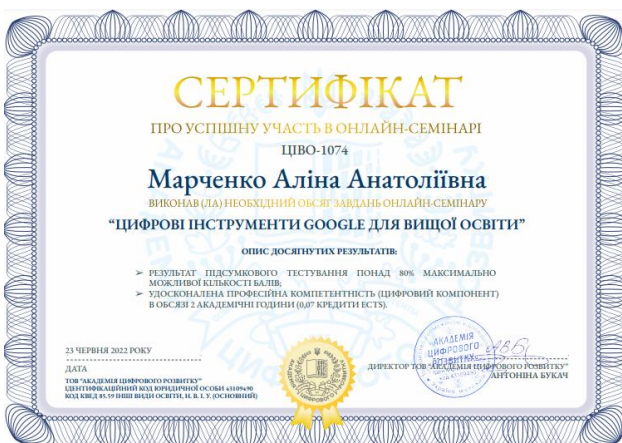 СЕРТИФІКАТ
ПРО УСПІШНУ УЧАСТЬ В ОНЛАЙН-СЕМІНАРІ
ЦІВО-1074
Марченко Аліна Анатоліївна
ВИКОНАВ (ЛА) НЕОБХІДНИЙ ОБСЯГ ЗАВДАНЬ ОНЛАЙН-СЕМІНАРУ
“ЦИФРОВІ ІНСТРУМЕНТИ GOOGLE ДЛЯ ВИЩОЇ ОСВІТИ”
ОПИС ДОСЯГНУТИХ РЕЗУЛЬТАТІВ:
➢ РЕЗУЛЬТАТ ПІДСУМКОВОГО ТЕСТУВАННЯ ПОНАД 80% МАКСИМАЛЬНО
МОЖЛИВОЇ КІЛЬКОСТІ БАЛІВ;
➢ УДОСКОНАЛЕНА ПРОФЕСІЙНА КОМПЕТЕНТНІСТЬ (ЦИФРОВИЙ КОМПОНЕНТ)
В ОБСЯЗІ 2 АКАДЕМІЧНІ ГОДИНИ (0,07 КРЕДИТИ ECTS).
23 ЧЕРВНЯ 2022 РОКУ
ДАТА
ТОВ “АКАДЕМІЯ ЦИФРОВОГО РОЗВИТКУ”
ІДЕНТИФІКАЦІЙНИЙ КОД ЮРИДИЧНОЇ ОСОБИ 43109490
КОД КВЕД 85.59 ІНШІ ВИДИ ОСВІТИ, Н. В. І. У. (ОСНОВНИЙ)
АКАДЕМІЯ
ЦИФРОВОГО
РОЗВИТКУ
ДИРЕКТОР ТОВ “АКАДЕМІЯ ЦИФРОВОГО РОЗВИТКУ”
АНТОНІНА БУКАЧ